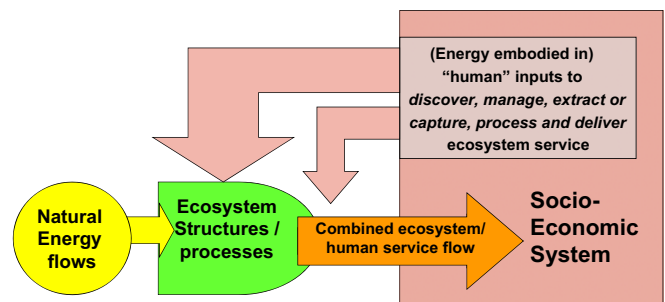 (Energy embodied in)
“human” inputs to
discover, manage, extract or
capture, process and deliver
ecosystem service
Natural
Energy
flows
Ecosystem
Structures /
processes
Combined ecosystem/
human service flow
Socio-
Economic
System